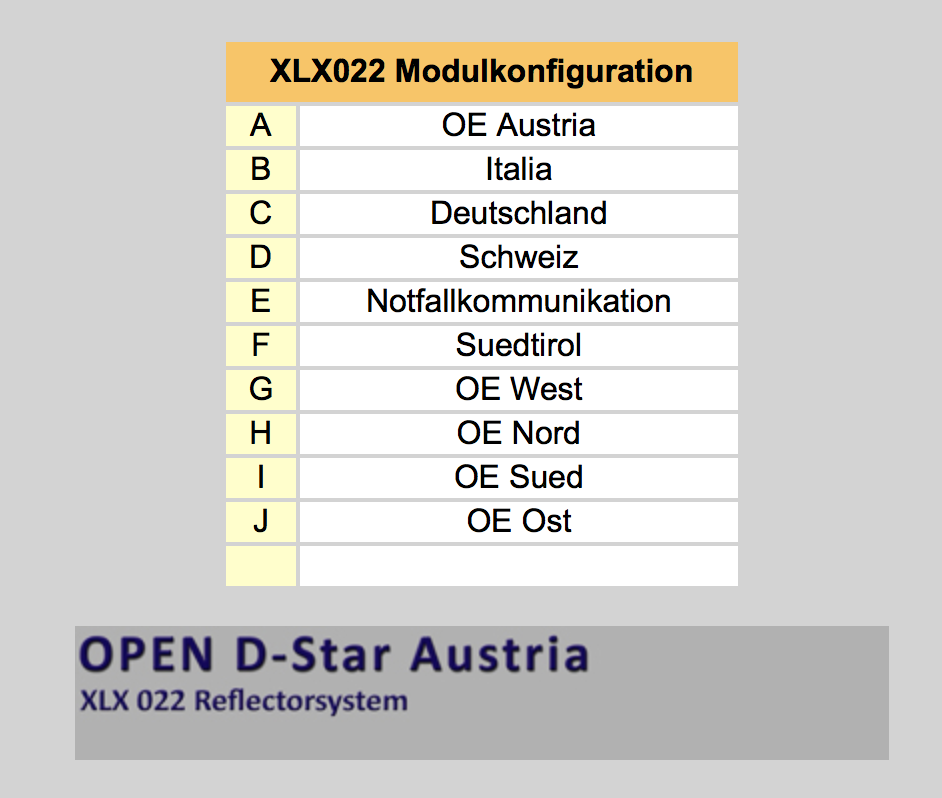 XLX022 Modulkonfiguration
A OE Austria
B Italia
C Deutschland
D Schweiz
E Notfallkommunikation
F Suedtirol
G OE West
H OE Nord
I OE Sued
J OE Ost
OPEN D-Star Austria
XLX 022 Reflectorsystem